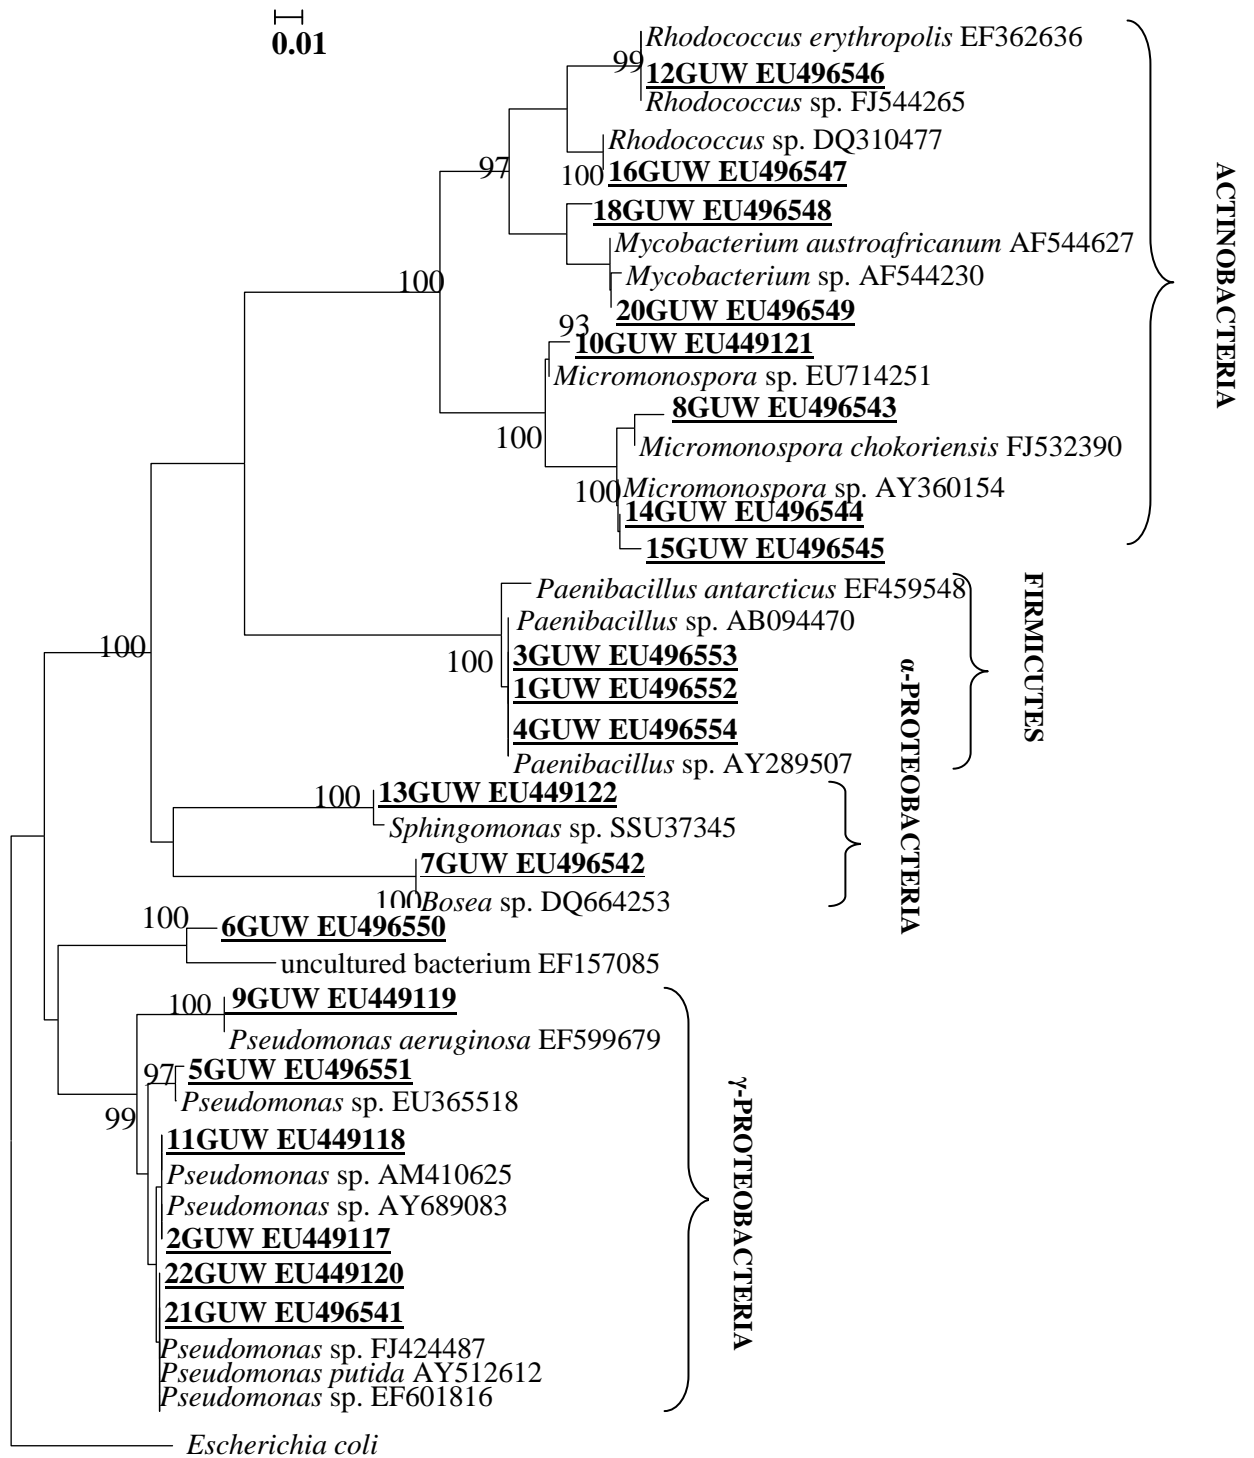 0.01
Rhodococcus erythropolis EF362636
99
12GUW EU496546
Rhodococcus sp. FJ544265
Rhodococcus sp. DQ310477
97
100
16GUW EU496547
18GUW EU496548
Mycobacterium austroafricanum AF544627
Mycobacterium sp. AF544230
100
20GUW EU496549
93
10GUW EU449121
Micromonospora sp. EU714251
8GUW EU496543
100
Micromonospora chokoriensis FJ532390
100
Micromonospora sp. AY360154
14GUW EU496544
15GUW EU496545
ACTINOBACTERIA
Paenibacillus antarcticus EF459548
Paenibacillus sp. AB094470
100
3GUW EU496553
100
1GUW EU496552
4GUW EU496554
Paenibacillus sp. AY289507
FIRMICUTES
100
13GUW EU449122
Sphingomonas sp. SSU37345
7GUW EU496542
100
Bosea sp. DQ664253
α-PROTEOBACTERIA
100
6GUW EU496550
uncultured bacterium EF157085
100
9GUW EU449119
Pseudomonas aeruginosa EF599679
97
5GUW EU496551
Pseudomonas sp. EU365518
99
11GUW EU449118
Pseudomonas sp. AM410625
Pseudomonas sp. AY689083
2GUW EU449117
22GUW EU449120
21GUW EU496541
Pseudomonas sp. FJ424487
Pseudomonas putida AY512612
Pseudomonas sp. EF601816
γ-PROTEOBACTERIA
Escherichia coli